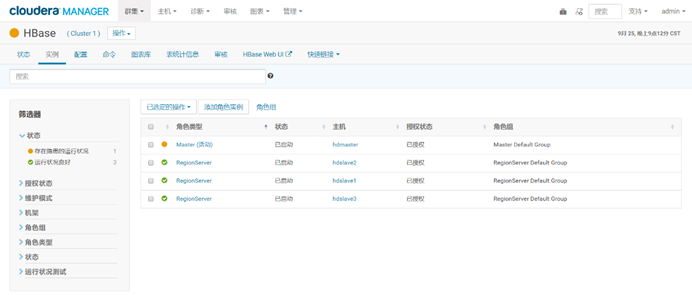 cloudera MANAGER 群集 主机 诊断 审核 图表 管理 搜索 支持 admin
HBase (Cluster 1) 操作 9月 25, 晚上9点12分 CST
状态 实例 配置 命令 图表库 表统计信息 审核 HBase Web UI 快速链接
搜索
筛选器
状态
存在隐患的运行状况 1
运行状况良好 3
授权状态
维护模式
机架
角色组
角色类型
状态
运行状况测试
已选定的操作 添加角色实例 角色组
角色类型 状态 主机 授权状态 角色组
Master (活动) 已启动 hdmaster 已授权 Master Default Group
RegionServer 已启动 hdslave2 已授权 RegionServer Default Group
RegionServer 已启动 hdslave1 已授权 RegionServer Default Group
RegionServer 已启动 hdslave3 已授权 RegionServer Default Group